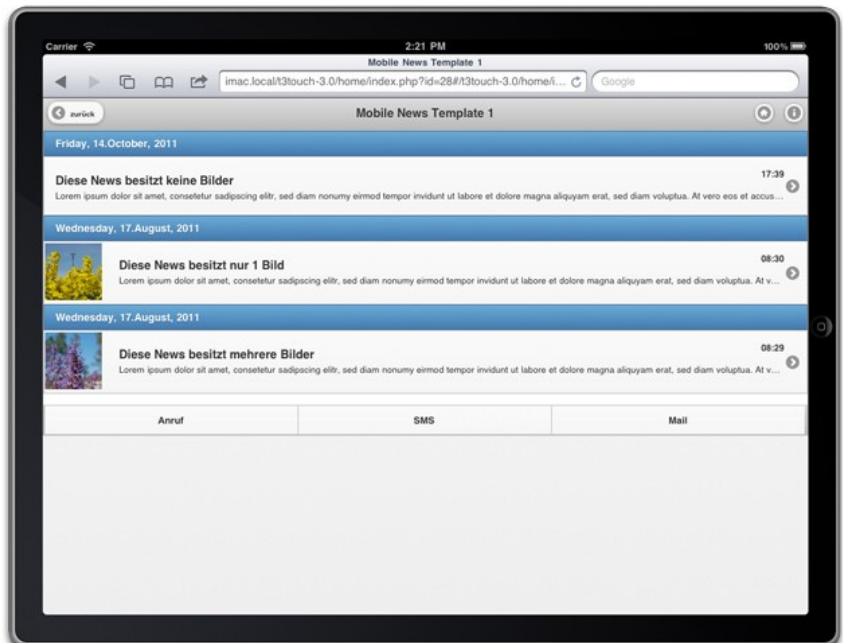 Carrier 2:21 PM 100%
Mobile News Template 1
imac.local/t3touch-3.0/home/index.php?id=28#/t3touch-3.0/home/i... Google
zurück Mobile News Template 1
Friday, 14.October, 2011
17:39
Diese News besitzt keine Bilder
Lorem ipsum dolor sit amet, consetetur sadipscing elitr, sed diam nonumy eirmod tempor invidunt ut labore et dolore magna aliquyam erat, sed diam voluptua. At vero eos et accus...
Wednesday, 17.August, 2011
08:30
Diese News besitzt nur 1 Bild
Lorem ipsum dolor sit amet, consetetur sadipscing elitr, sed diam nonumy eirmod tempor invidunt ut labore et dolore magna aliquyam erat, sed diam voluptua. At v...
Wednesday, 17.August, 2011
08:29
Diese News besitzt mehrere Bilder
Lorem ipsum dolor sit amet, consetetur sadipscing elitr, sed diam nonumy eirmod tempor invidunt ut labore et dolore magna aliquyam erat, sed diam voluptua. At v...
Anruf SMS Mail